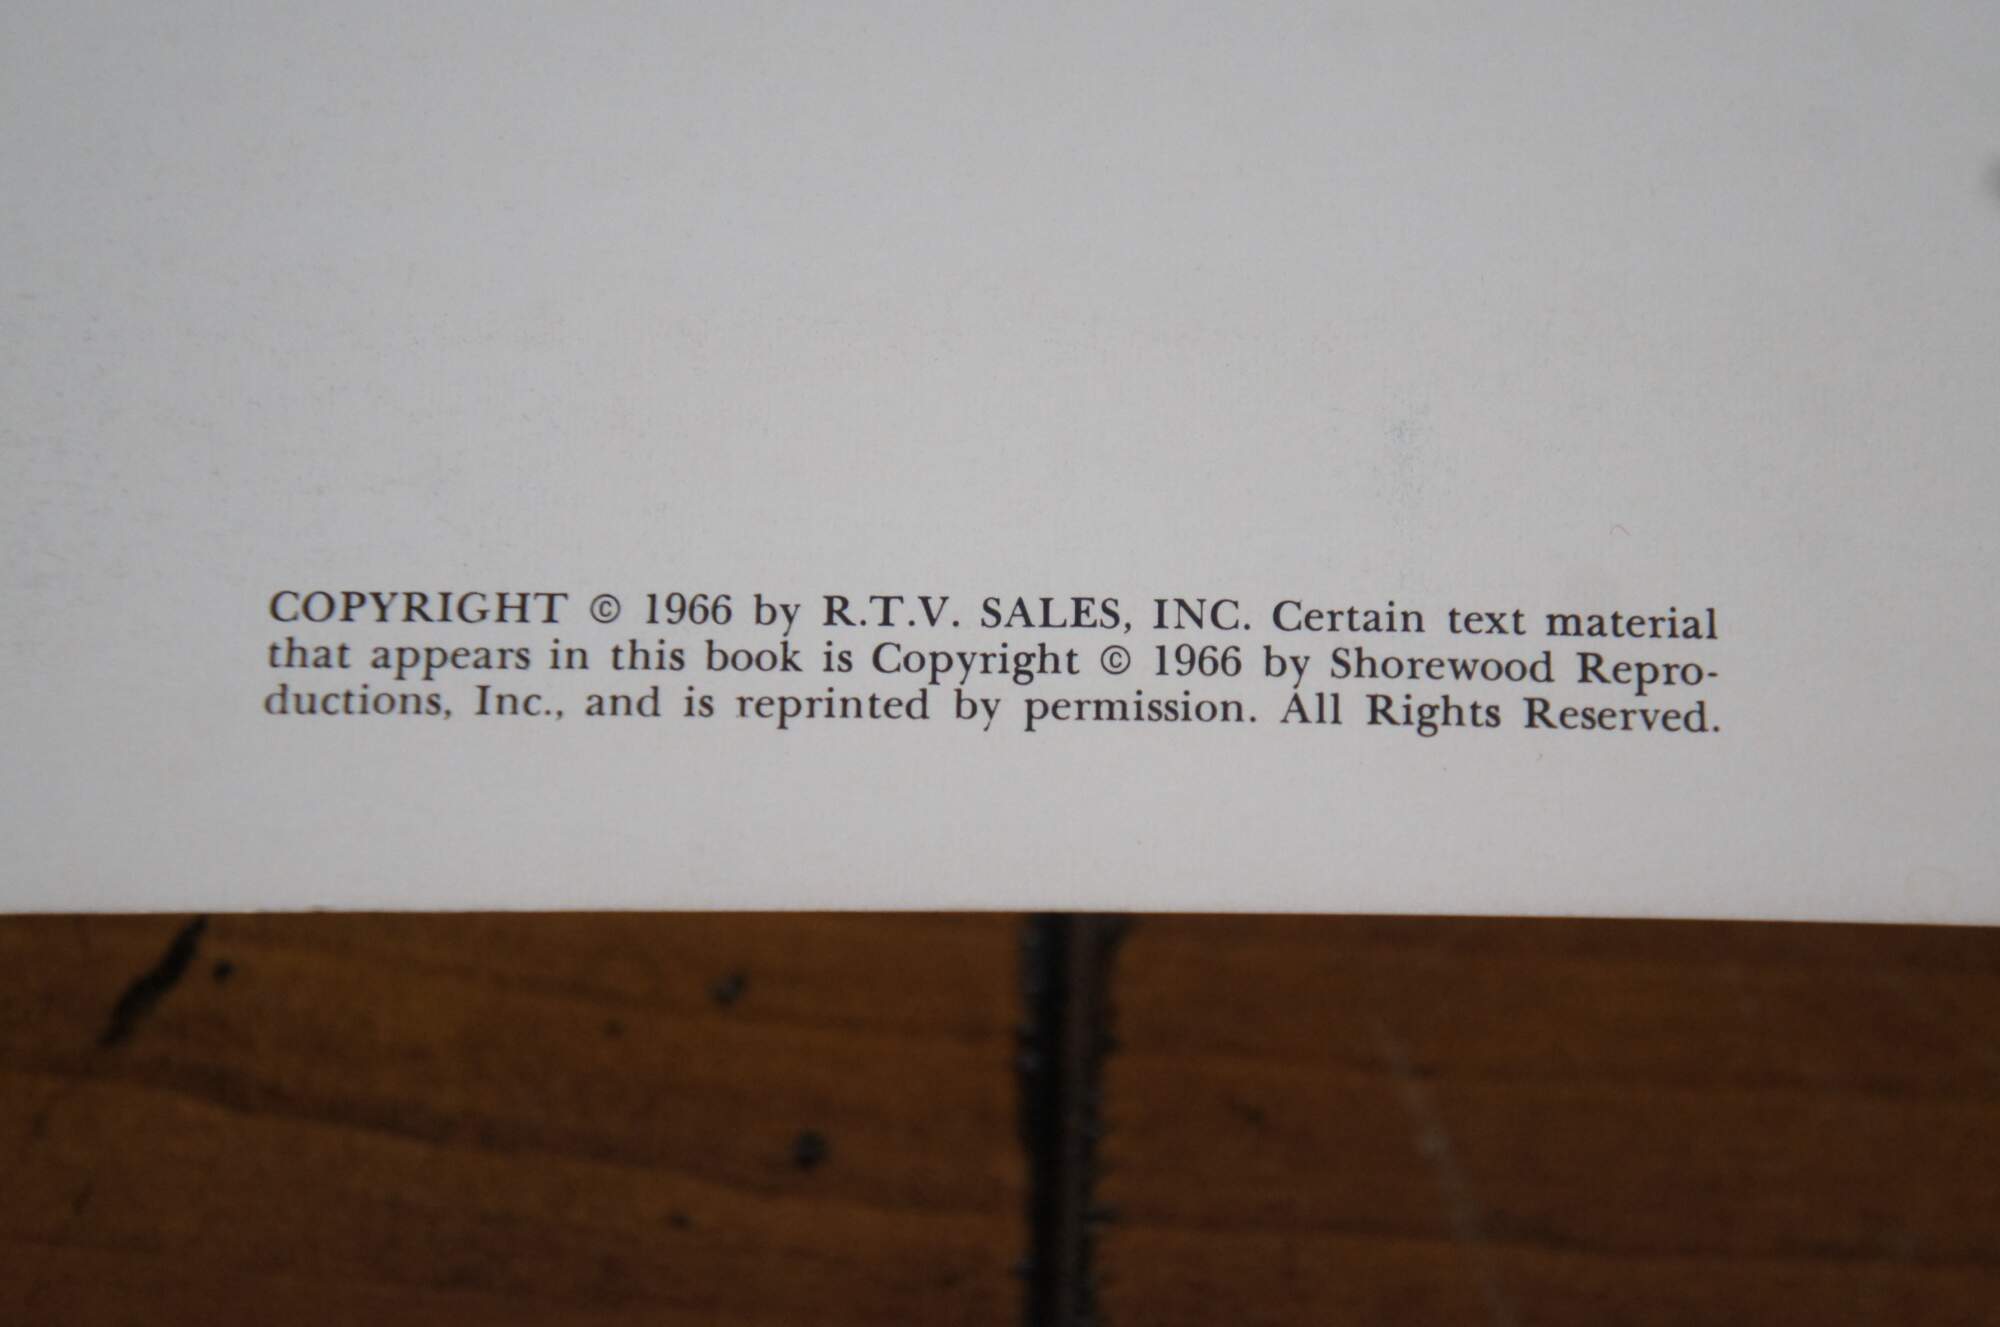 COPYRIGHT © 1966 by R.T.V. SALES, INC. Certain text material
that appears in this book is Copyright © 1966 by Shorewood Repro-
ductions, Inc., and is reprinted by permission. All Rights Reserved.